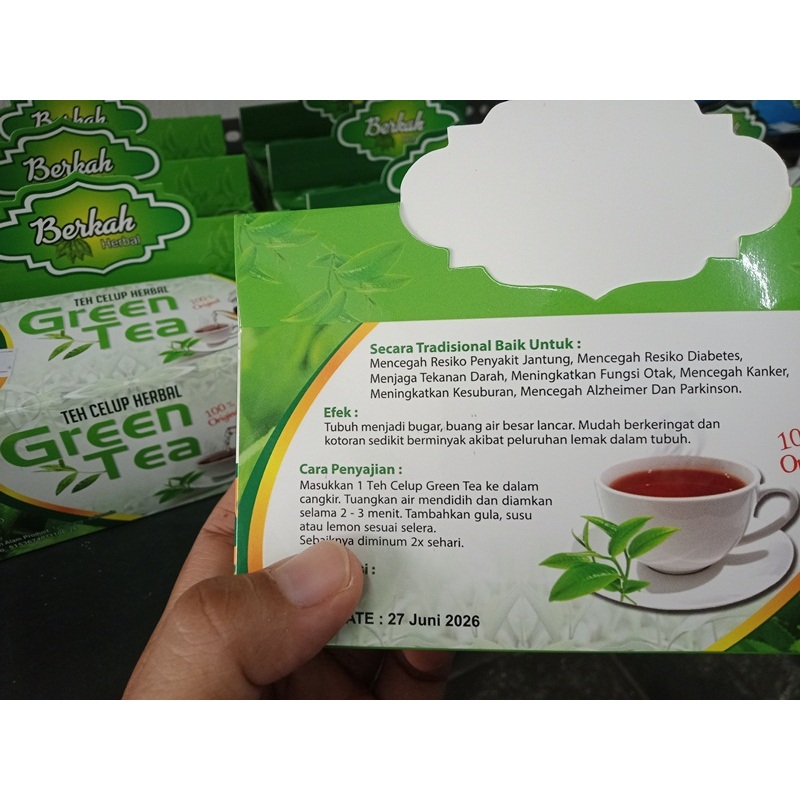 Berkah
Berkah
Berkah
Berkah
Herbal
TEH CELUP HERBAL
Green
Tea
100%
TEH CELUP HERBAL
Green
Tea
100%
Secara Tradisional Baik Untuk :
Mencegah Resiko Penyakit Jantung, Mencegah Resiko Diabetes,
Menjaga Tekanan Darah, Meningkatkan Fungsi Otak, Mencegah Kanker,
Meningkatkan Kesuburan, Mencegah Alzheimer Dan Parkinson.
Efek :
Tubuh menjadi bugar, buang air besar lancar. Mudah berkeringat dan
kotoran sedikit berminyak akibat peluruhan lemak dalam tubuh.
Cara Penyajian :
Masukkan 1 Teh Celup Green Tea ke dalam
cangkir. Tuangkan air mendidih dan diamkan
selama 2 - 3 menit. Tambahkan gula, susu
atau lemon sesuai selera.
Sebaiknya diminum 2x sehari.
: 27 Juni 2026